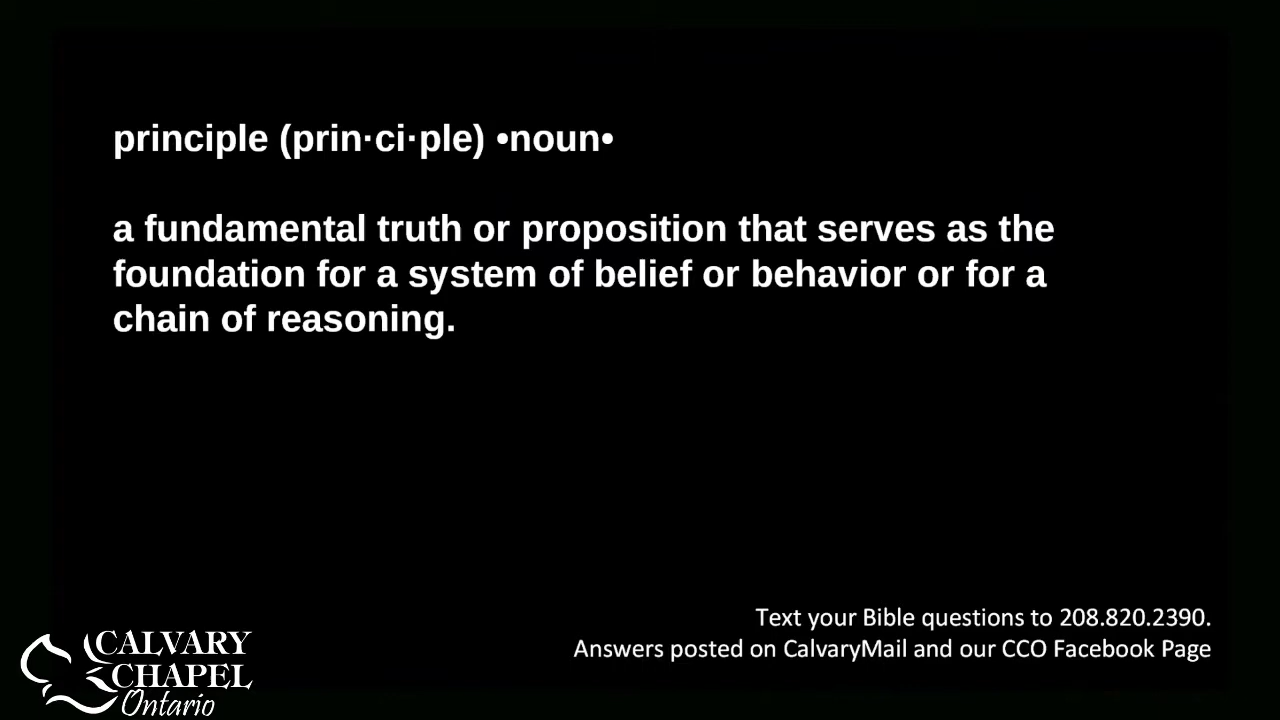 principle (prin·ci·ple) •noun•
a fundamental truth or proposition that serves as the
foundation for a system of belief or behavior or for a
chain of reasoning.
Text your Bible questions to 208.820.2390.
Answers posted on CalvaryMail and our CCO Facebook Page
CALVARY
CHAPEL
Ontario